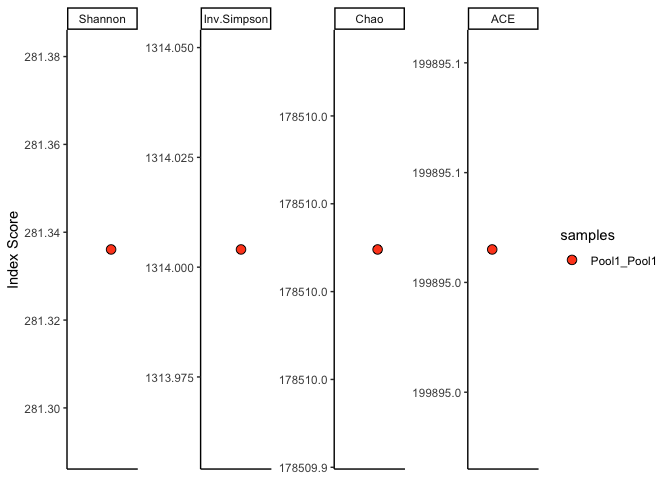 Shannon
Inv.Simpson
Chao
ACE
Index Score
281.38
281.36
281.34
281.32
281.30
1314.050
1314.025
1314.000
1313.975
178510.0
178510.0
178510.0
178510.0
178509.9
199895.1
199895.1
199895.0
199895.0
samples
Pool1_Pool1